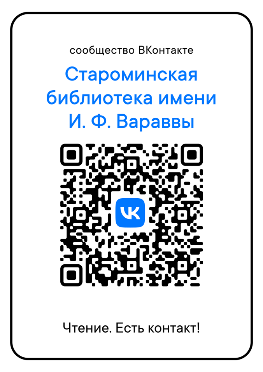 сообщество ВКонтакте
Староминская
библиотека имени
И. Ф. Вараввы
Чтение. Есть контакт!